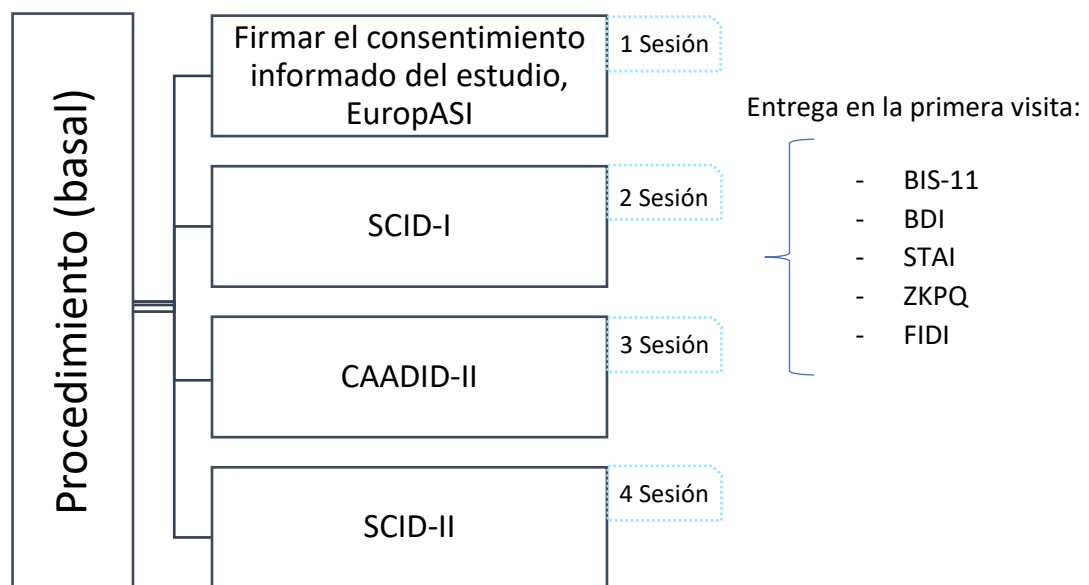 Procedimiento (basal)
Firmar el consentimiento
informado del estudio,
EuropASI
1 Sesión
SCID-I
2 Sesión
CAADID-II
3 Sesión
SCID-II
4 Sesión
Entrega en la primera visita:
- BIS-11
- BDI
- STAI
- ZKPQ
- FIDI